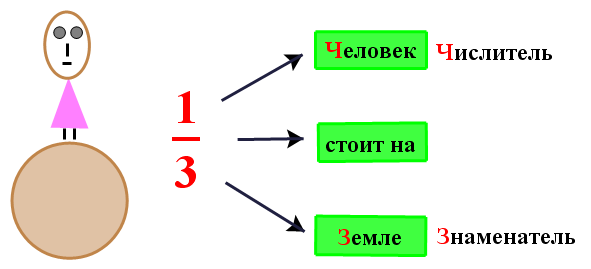 Человек Числитель
1
стоит на
3
Земле Знаменатель